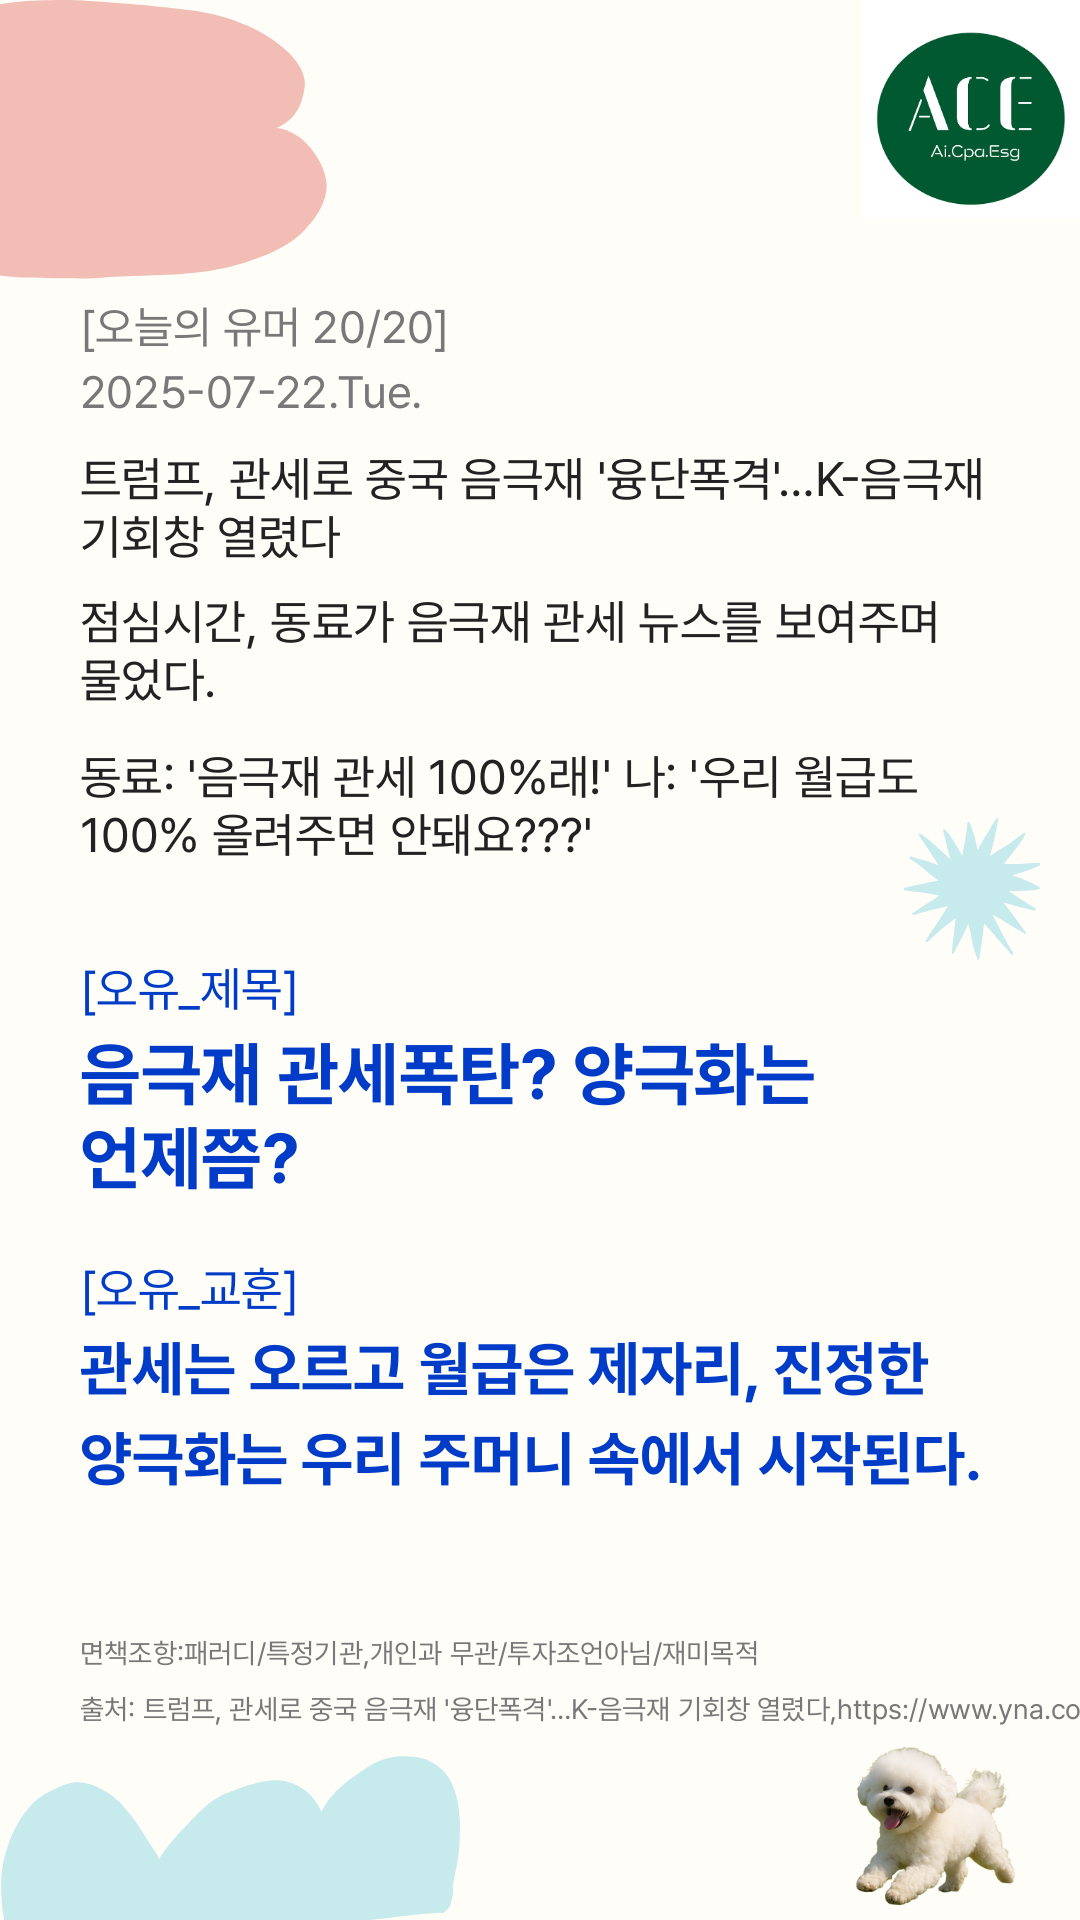 ACE
Ai.Cpa.Esg
[오늘의 유머 20/20]
2025-07-22.Tue.
트럼프, 관세로 중국 음극재 '융단폭격'...K-음극재
기회창 열렸다
점심시간, 동료가 음극재 관세 뉴스를 보여주며
물었다.
동료: '음극재 관세 100%래!' 나: '우리 월급도
100% 올려주면 안돼요???'
[오유_제목]
음극재 관세폭탄? 양극화는
언제쯤?
[오유_교훈]
관세는 오르고 월급은 제자리, 진정한
양극화는 우리 주머니 속에서 시작된다.
면책조항:패러디/특정기관,개인과 무관/투자조언아님/재미목적
출처: 트럼프, 관세로 중국 음극재 '융단폭격'...K-음극재 기회창 열렸다,https://www.yna.co